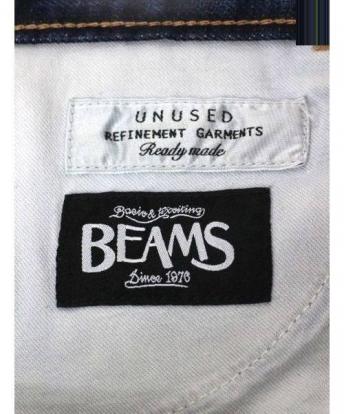 UNUSED
REFINEMENT GARMENTS
Ready made
Basic & Exciting
BEAMS
Since 1976